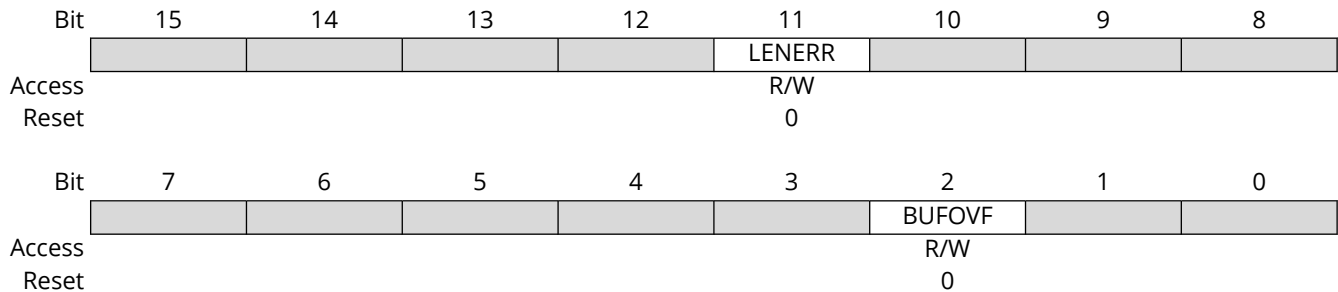 Bit 15 14 13 12 11 10 9 8
LENERR
Access R/W
Reset 0
Bit 7 6 5 4 3 2 1 0
BUFOVF
Access R/W
Reset 0